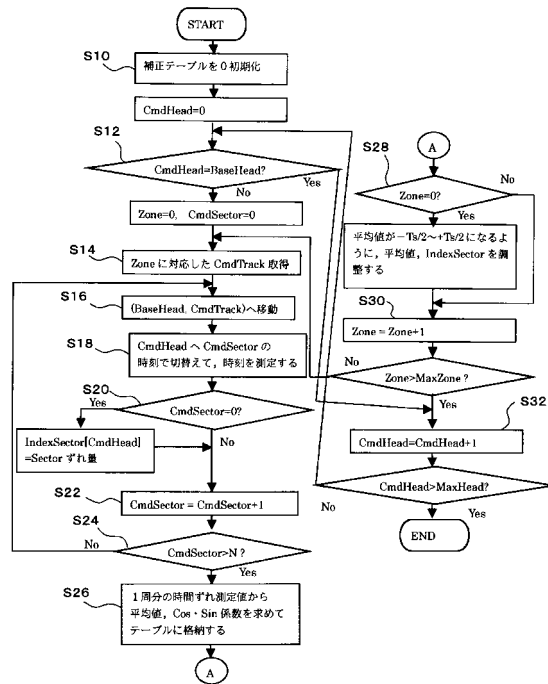 START
S10
補正テーブルを0初期化
CmdHead=0
S12
CmdHead=BaseHead?
Yes
No
Zone=0, CmdSector=0
S14
Zoneに対応したCmdTrack取得
S16
(BaseHead, CmdTrack)へ移動
S18
CmdHeadへCmdSectorの
時刻で切替えて，時刻を測定する
S20
Yes
CmdSector=0?
No
IndexSector[CmdHead]
=Sectorずれ量
S22
CmdSector = CmdSector+1
S24
No
CmdSector>N?
Yes
S26
1周分の時間ずれ測定値から
平均値，Cos・Sin係数を求めて
テーブルに格納する
A
A
S28
No
Zone=0?
Yes
平均値が－Ts/2～+Ts/2になるよ
うに，平均値，IndexSectorを調
整する
S30
Zone = Zone+1
No
Zone>MaxZone?
Yes
S32
CmdHead=CmdHead+1
CmdHead>MaxHead?
No
Yes
END